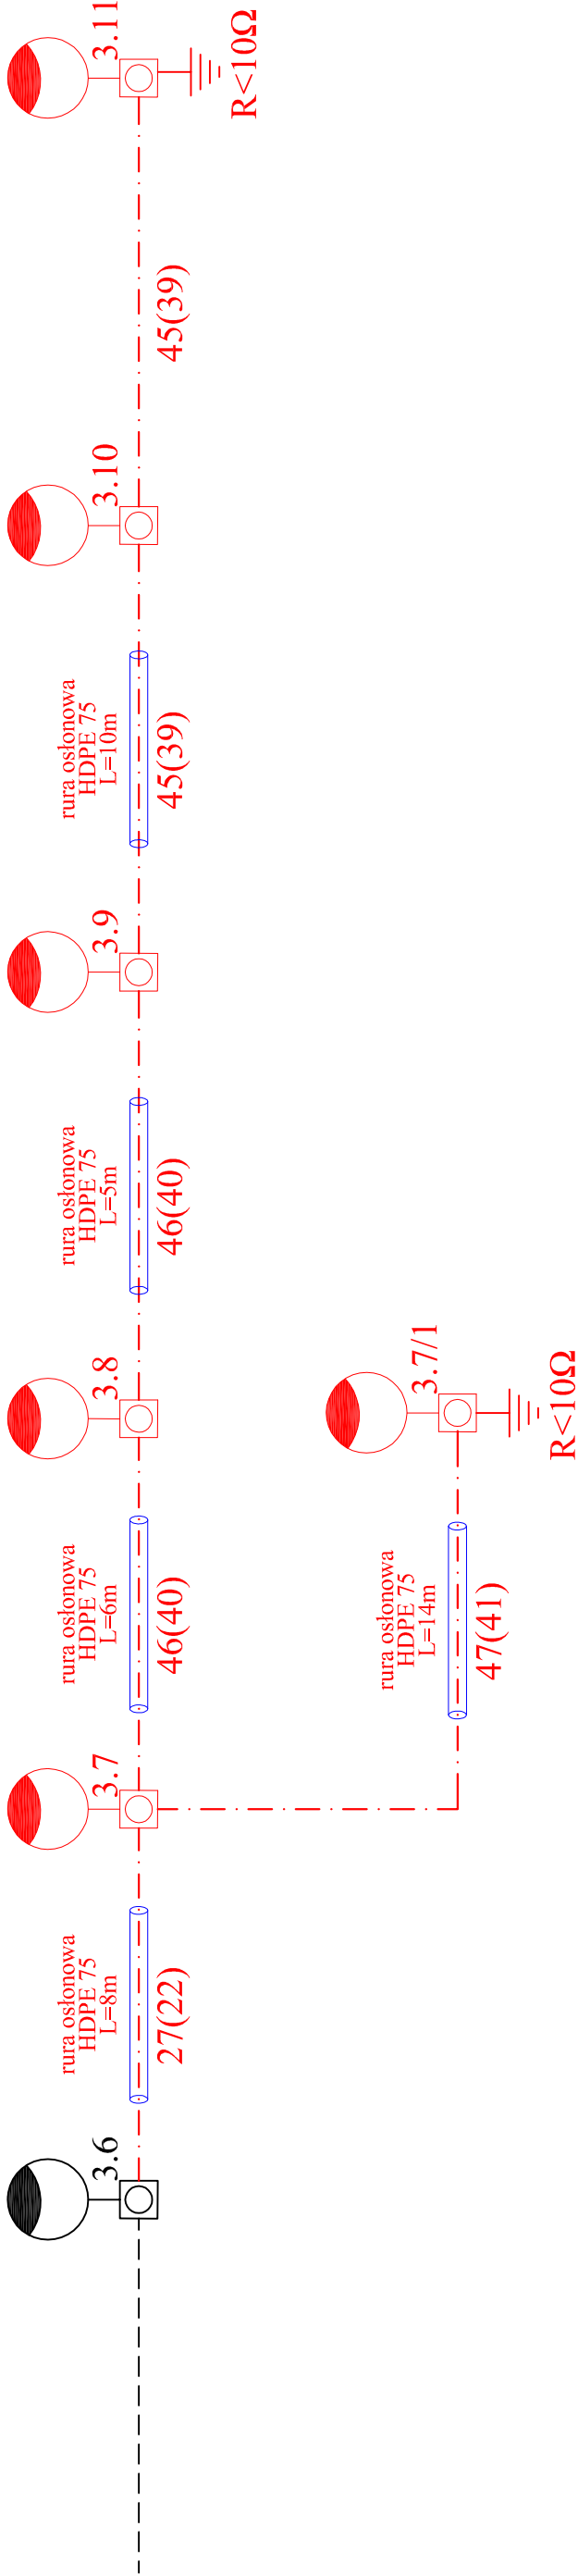 3.6
rura osłonowa
HDPE 75
L=8m
27(22)
3.7
rura osłonowa
HDPE 75
L=6m
46(40)
3.8
rura osłonowa
HDPE 75
L=5m
46(40)
3.9
rura osłonowa
HDPE 75
L=10m
45(39)
3.10
45(39)
3.11
R<10Ω
rura osłonowa
HDPE 75
L=14m
47(41)
3.7/1
R<10Ω